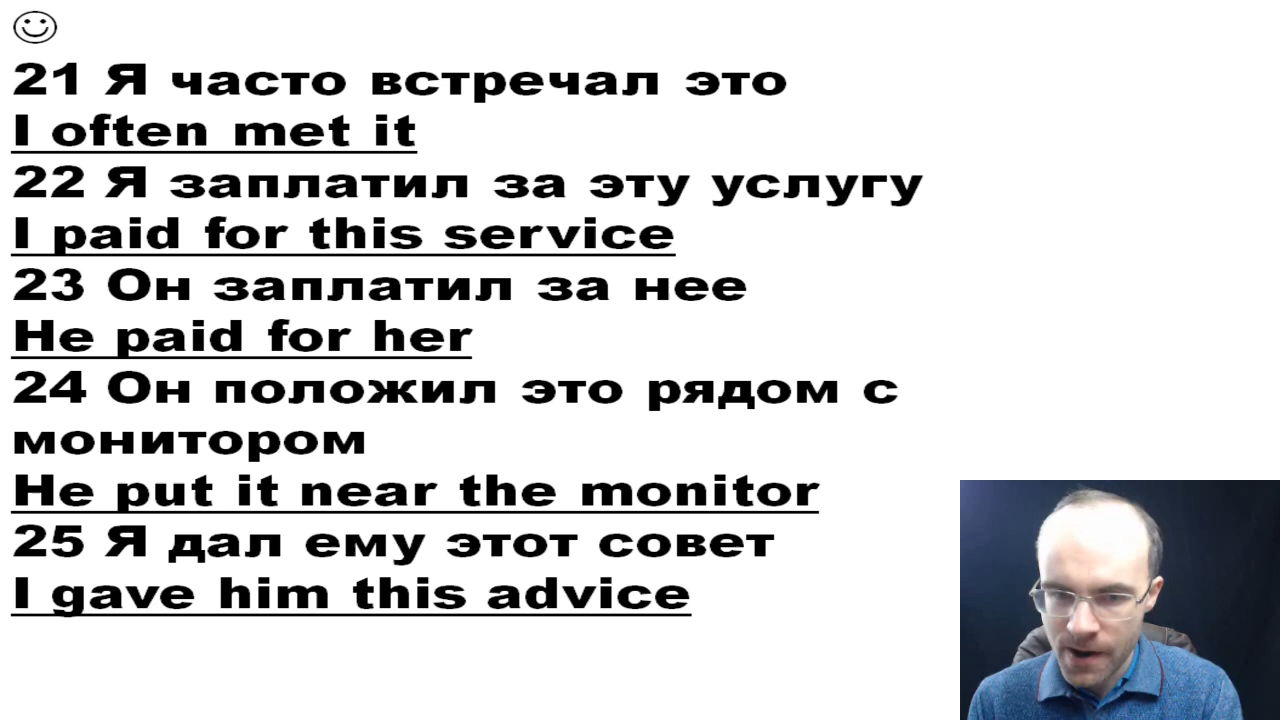 21 Я часто встречал это
I often met it
22 Я заплатил за эту услугу
I paid for this service
23 Он заплатил за нее
He paid for her
24 Он положил это рядом с
монитором
He put it near the monitor
25 Я дал ему этот совет
I gave him this advice